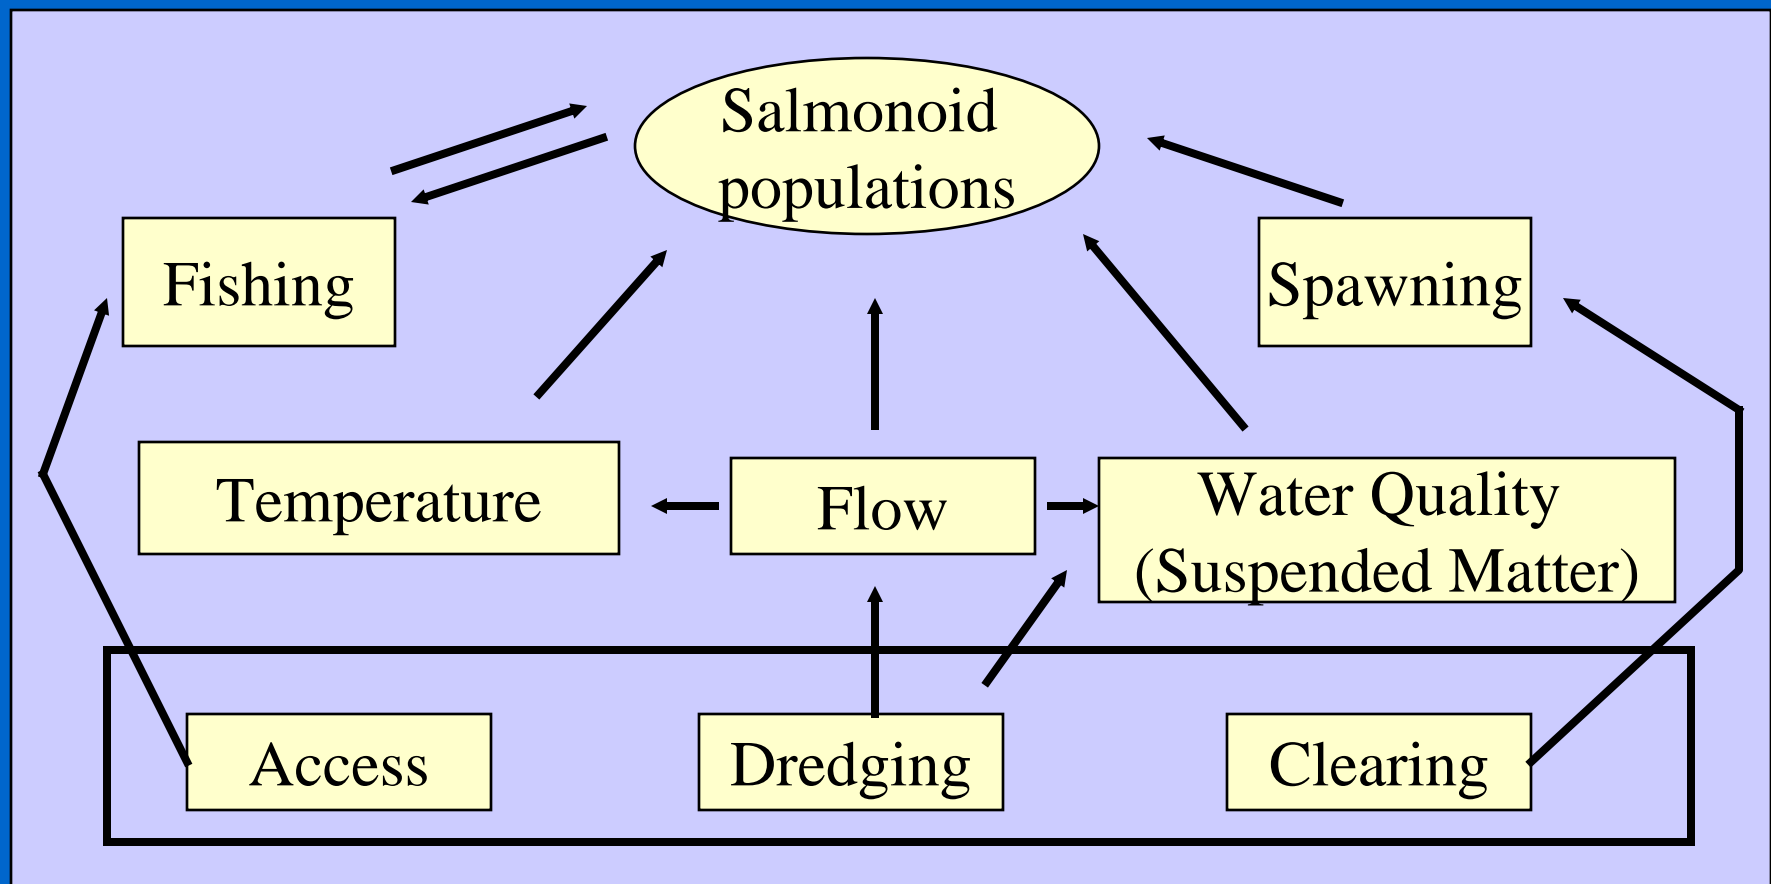 Salmonoid
populations
Fishing
Spawning
Temperature
Flow
Water Quality
(Suspended Matter)
Access
Dredging
Clearing